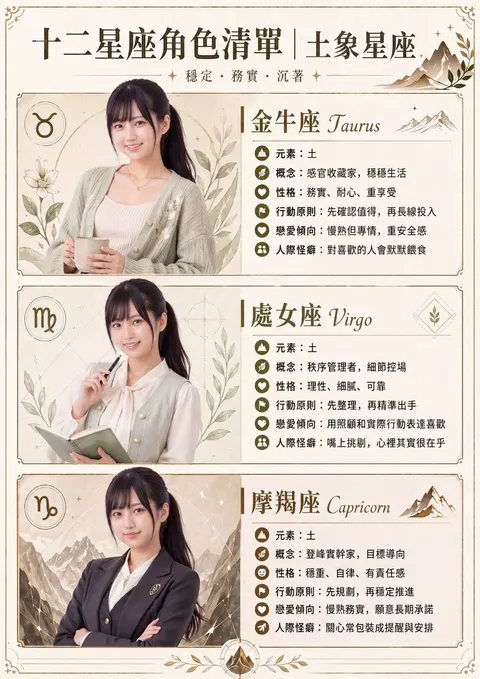 十二星座角色清單｜土象星座
穩定・務實・沉著
♉
金牛座 Taurus
元素：土
概念：感官收藏家，穩穩生活
性格：務實、耐心、重享受
行動原則：先確認值得，再長線投入
戀愛傾向：慢熟但專情，重安全感
人際怪癖：對喜歡的人會默默餵食
♍
處女座 Virgo
元素：土
概念：秩序管理者，細節控場
性格：理性、細膩、可靠
行動原則：先整理，再精準出手
戀愛傾向：用照顧和實際行動表達喜歡
人際怪癖：嘴上挑剔，心裡其實很在乎
♑
摩羯座 Capricorn
元素：土
概念：登峰實幹家，目標導向
性格：穩重、自律、有責任感
行動原則：先規劃，再穩定推進
戀愛傾向：慢熟務實，願意長期承諾
人際怪癖：關心常包裝成提醒與安排